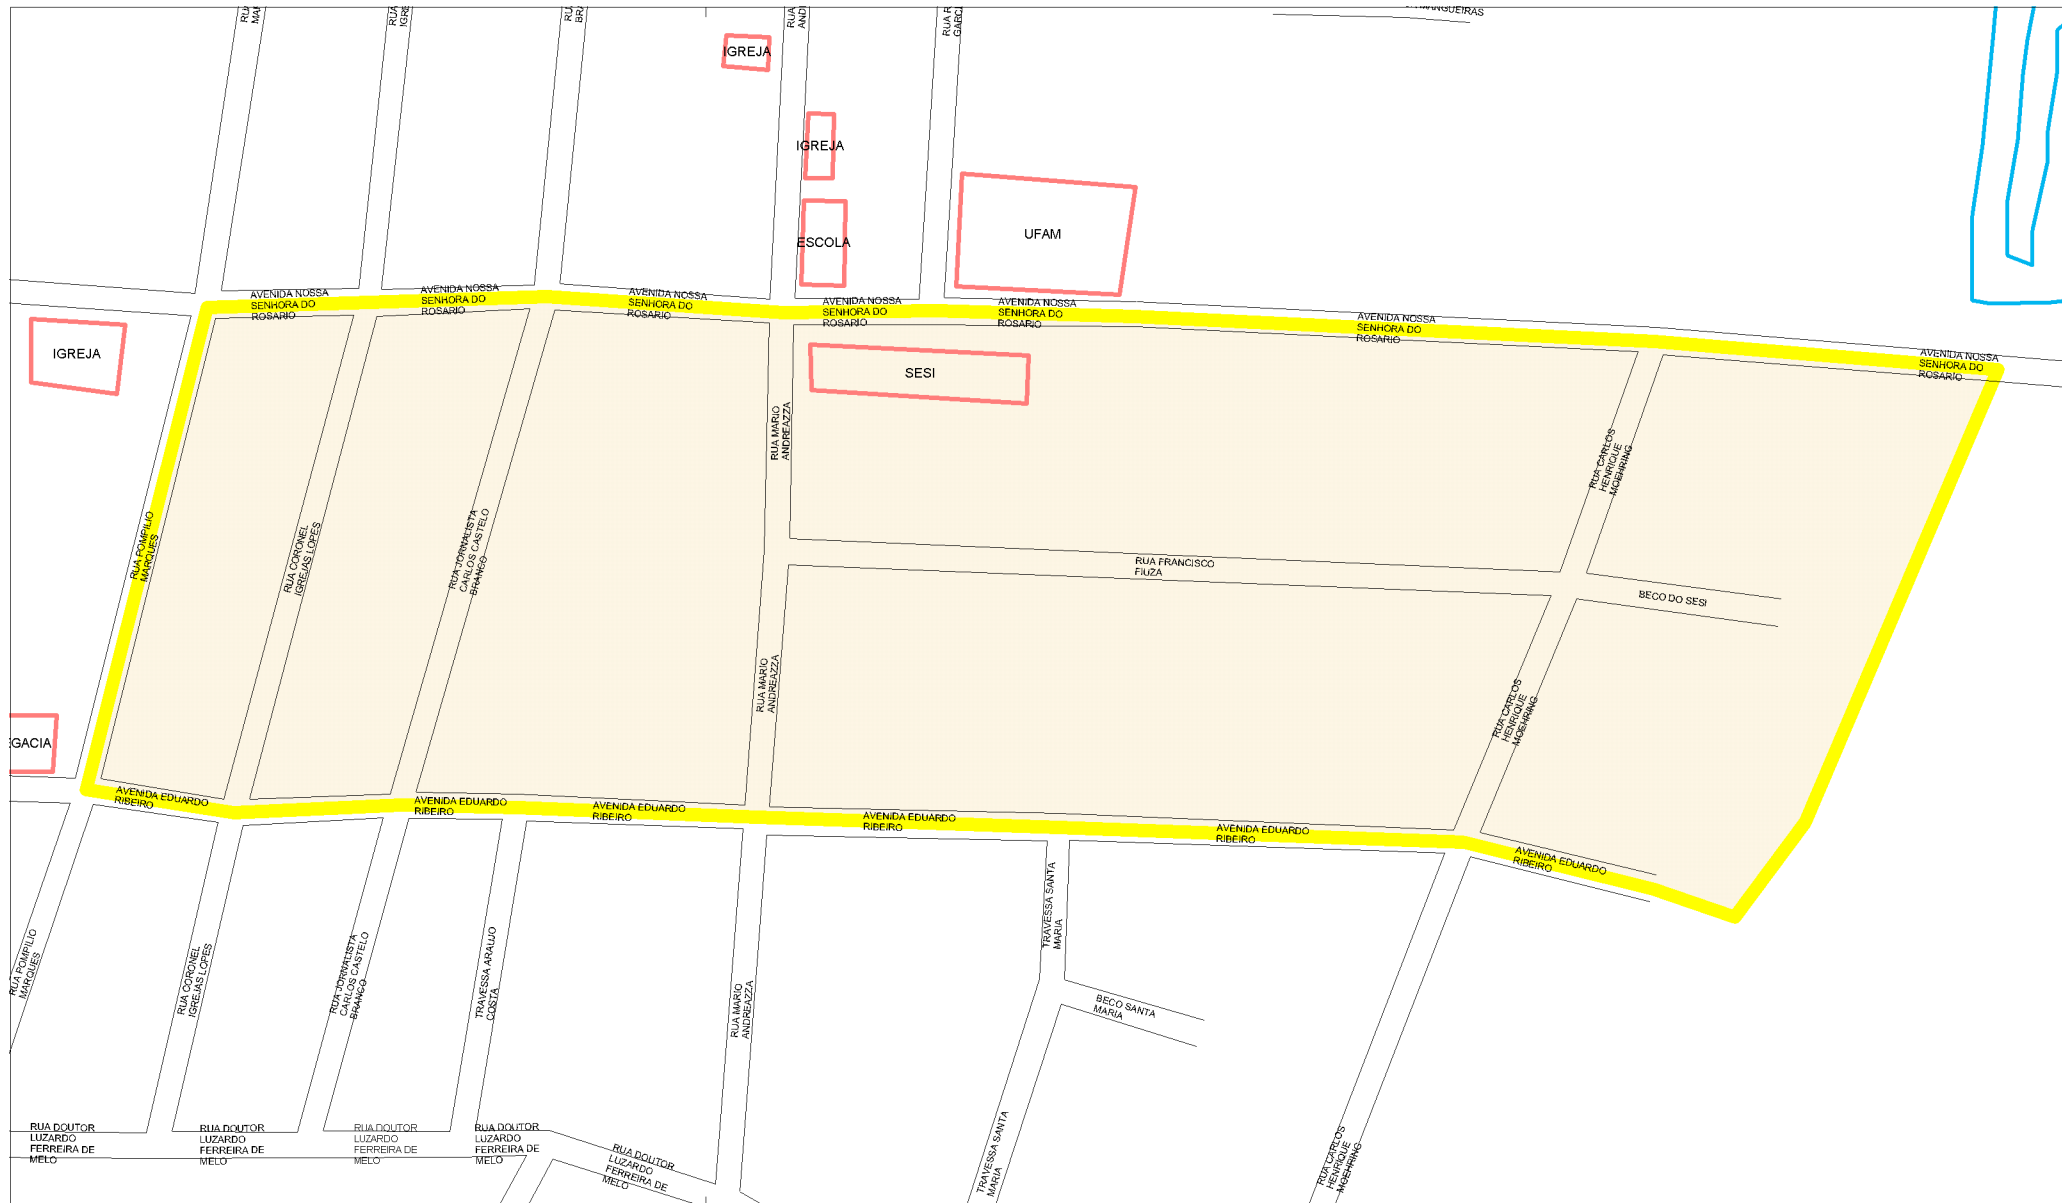 RUA
IGREJA
IGREJA
ESCOLA
UFAM
AVENIDA NOSSA
SENHORA DO
ROSARIO
AVENIDA NOSSA
SENHORA DO
ROSARIO
AVENIDA NOSSA
SENHORA DO
ROSARIO
AVENIDA NOSSA
SENHORA DO
ROSARIO
AVENIDA NOSSA
SENHORA DO
ROSARIO
AVENIDA NOSSA
SENHORA DO
ROSARIO
AVENIDA NOSSA
SENHORA DO
ROSARIO
IGREJA
SESI
RUA MARIO
ANDREAZZA
RUA CARLOS
HENRIQUE
MOEHRING
RUA POMPILIO
MARQUES
RUA CORONEL
IGREJAS LOPES
RUA JORNALISTA
CARLOS CASTELO
BRANCO
RUA FRANCISCO
FIUZA
BECO DO SESI
RUA MARIO
ANDREAZZA
RUA CARLOS
HENRIQUE
MOEHRING
GACIA
AVENIDA EDUARDO
RIBEIRO
AVENIDA EDUARDO
RIBEIRO
AVENIDA EDUARDO
RIBEIRO
AVENIDA EDUARDO
RIBEIRO
AVENIDA EDUARDO
RIBEIRO
AVENIDA EDUARDO
RIBEIRO
RUA POMPILIO
MARQUES
RUA CORONEL
IGREJAS LOPES
RUA JORNALISTA
CARLOS CASTELO
BRANCO
TRAVESSA ARAUJO
COSTA
RUA MARIO
ANDREAZZA
TRAVESSA SANTA
MARIA
BECO SANTA
MARIA
RUA DOUTOR
LUZARDO
FERREIRA DE
MELO
RUA DOUTOR
LUZARDO
FERREIRA DE
MELO
RUA DOUTOR
LUZARDO
FERREIRA DE
MELO
RUA DOUTOR
LUZARDO
FERREIRA DE
MELO
RUA DOUTOR
LUZARDO
FERREIRA DE
MELO
TRAVESSA SANTA
MARIA
RUA CARLOS
HENRIQUE
MOEHRING